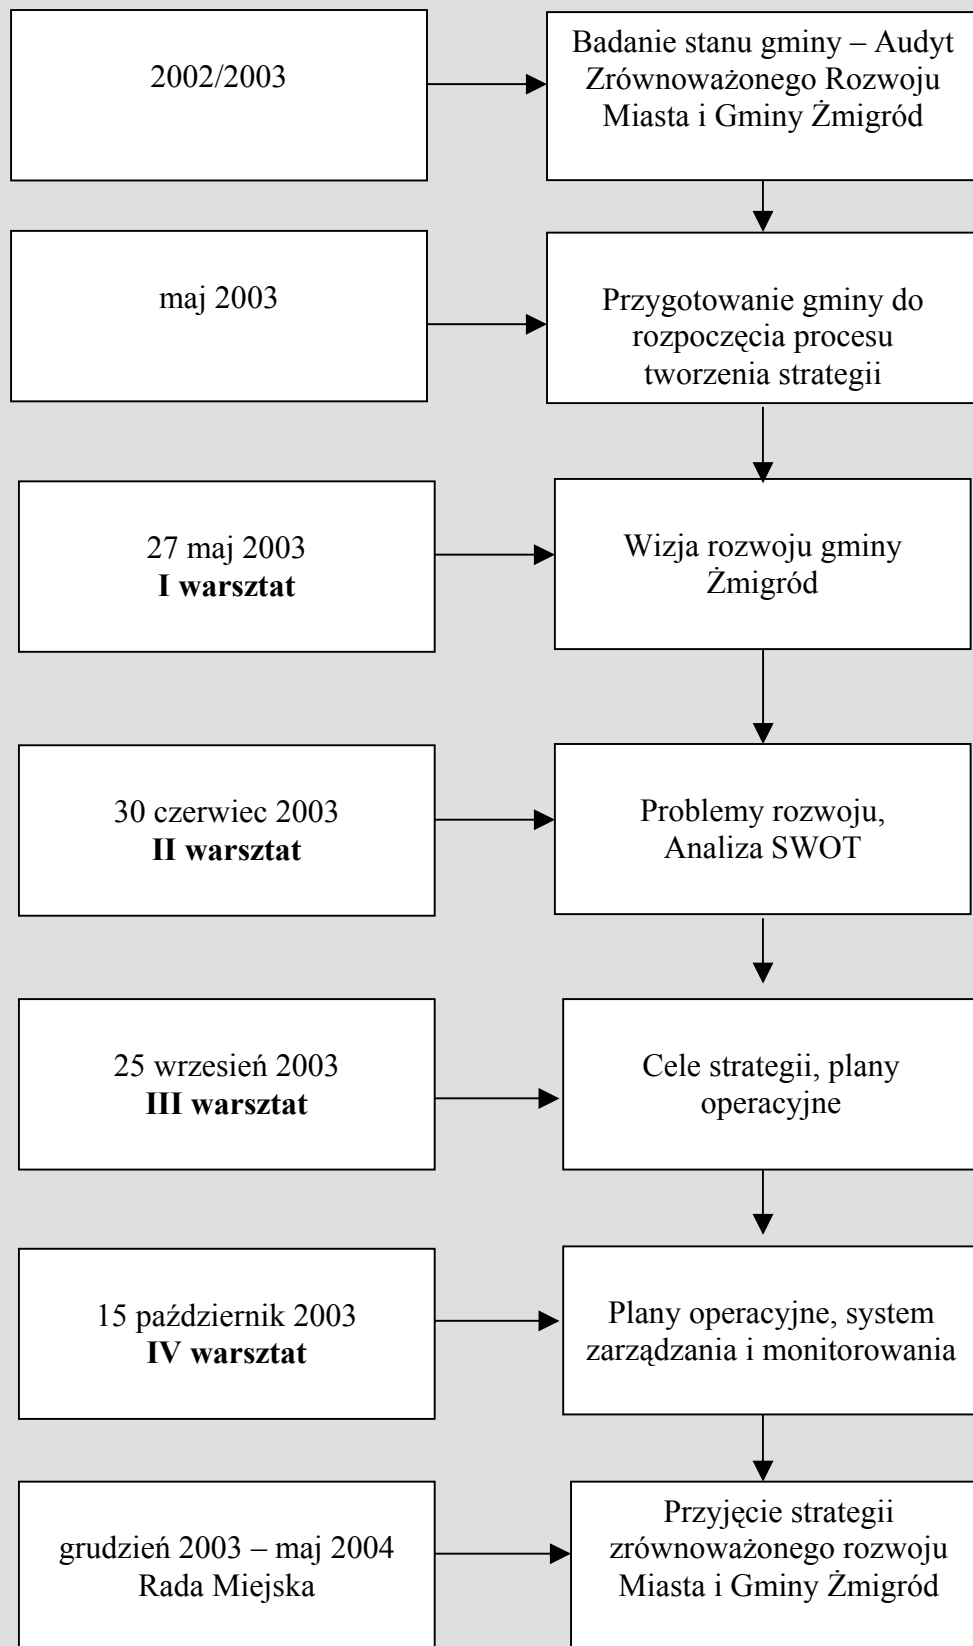 2002/2003
Badanie stanu gminy – Audyt
Zrównoważonego Rozwoju
Miasta i Gminy Żmigród
maj 2003
Przygotowanie gminy do
rozpoczęcia procesu
tworzenia strategii
27 maj 2003
I warsztat
Wizja rozwoju gminy
Żmigród
30 czerwiec 2003
II warsztat
Problemy rozwoju,
Analiza SWOT
25 wrzesień 2003
III warsztat
Cele strategii, plany
operacyjne
15 październik 2003
IV warsztat
Plany operacyjne, system
zarządzania i monitorowania
grudzień 2003 – maj 2004
Rada Miejska
Przyjęcie strategii
zrównoważonego rozwoju
Miasta i Gminy Żmigród